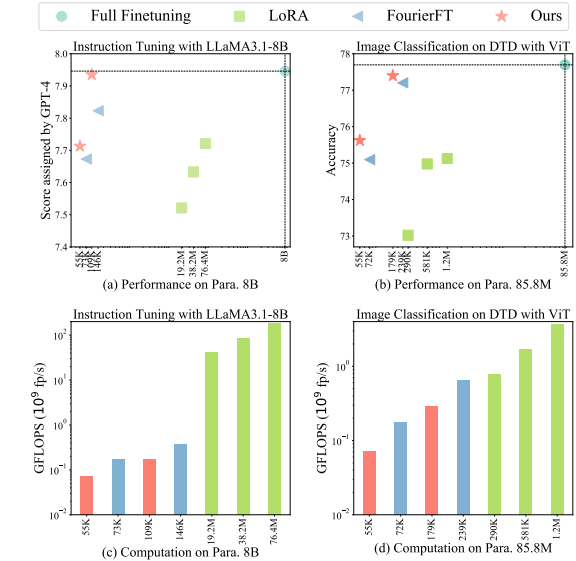 Full Finetuning LoRA FourierFT Ours
Instruction Tuning with LLaMA3.1-8B
Score assigned by GPT-4
8.0
7.9
7.8
7.7
7.6
7.5
7.4
55K
73K
109K
146K
19.2M
38.2M
76.4M
8B
(a) Performance on Para. 8B
Image Classification on DTD with ViT
Accuracy
78
77
76
75
74
73
55K
72K
179K
239K
290K
581K
1.2M
85.8M
(b) Performance on Para. 85.8M
Instruction Tuning with LLaMA3.1-8B
GFLOPS (10⁹ fp/s)
10²
10¹
10⁰
10⁻¹
10⁻²
55K
73K
109K
146K
19.2M
38.2M
76.4M
(c) Computation on Para. 8B
Image Classification on DTD with ViT
GFLOPS (10⁹ fp/s)
10⁰
10⁻¹
10⁻²
55K
72K
179K
239K
290K
581K
1.2M
(d) Computation on Para. 85.8M